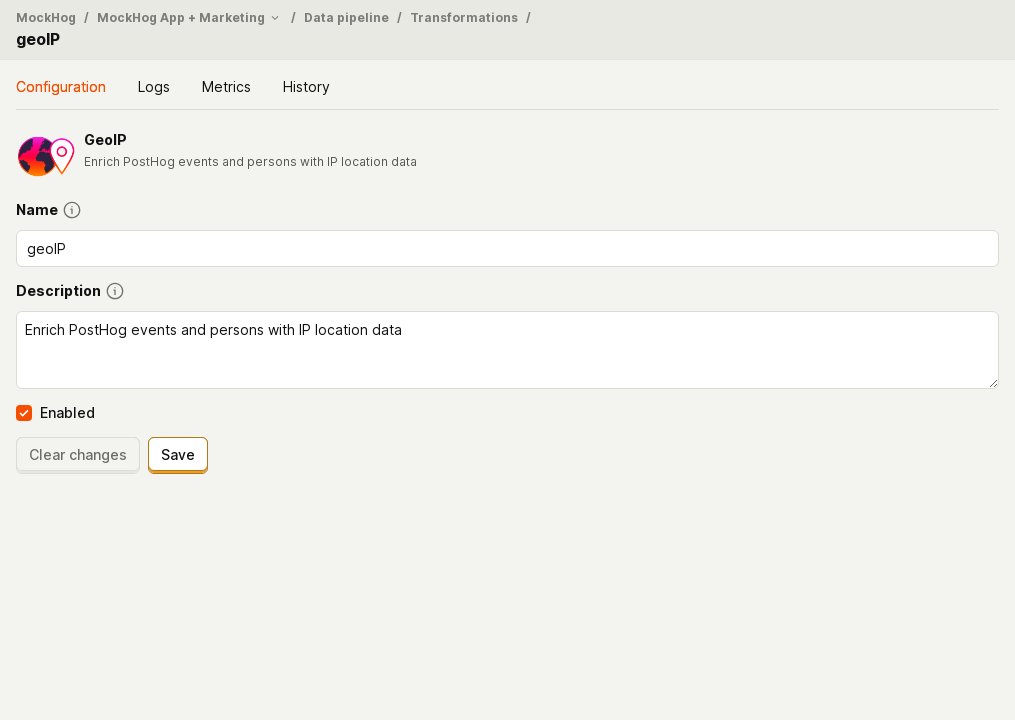 MockHog / MockHog App + Marketing / Data pipeline / Transformations /
geoIP
Configuration Logs Metrics History
GeoIP
Enrich PostHog events and persons with IP location data
Name
geoIP
Description
Enrich PostHog events and persons with IP location data
Enabled
Clear changes Save